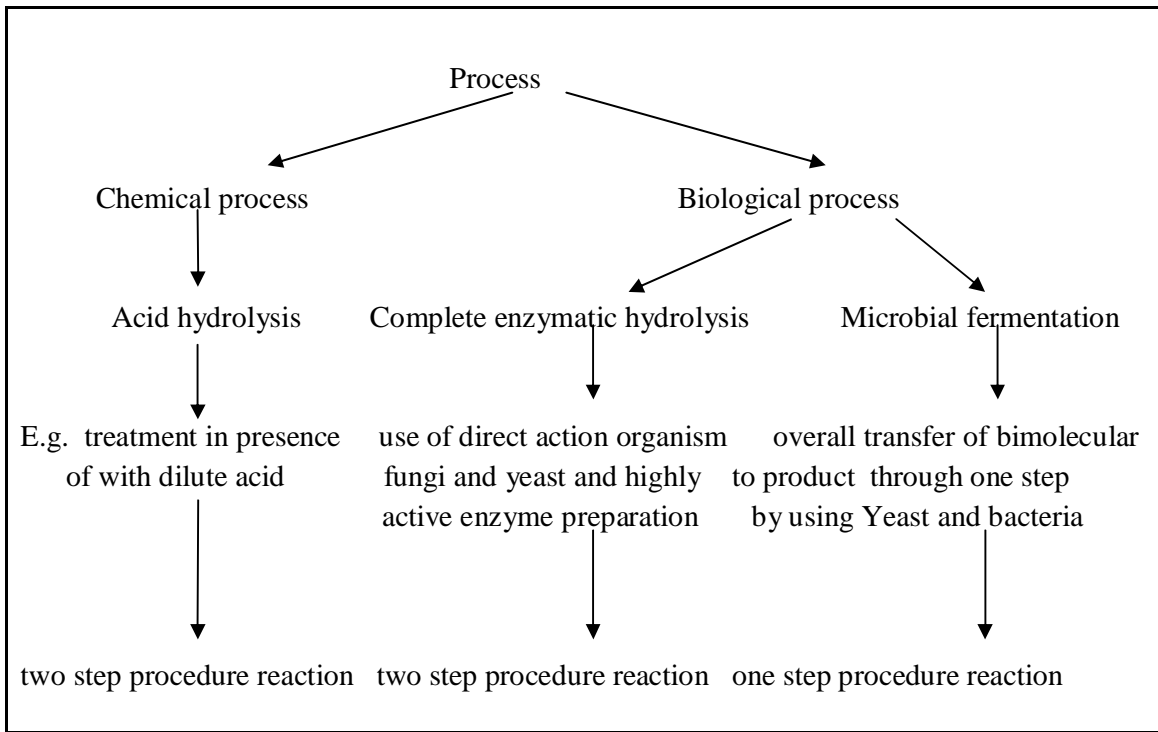 Process
Chemical process
Biological process
Acid hydrolysis
Complete enzymatic hydrolysis
Microbial fermentation
E.g. treatment in presence
of with dilute acid
use of direct action organism
fungi and yeast and highly
active enzyme preparation
overall transfer of bimolecular
to product through one step
by using Yeast and bacteria
two step procedure reaction
two step procedure reaction
one step procedure reaction